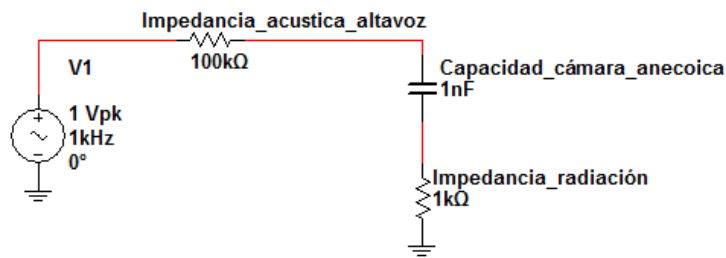 Impedancia_acustica_altavoz
100kΩ
V1
1 Vpk
1kHz
0°
Capacidad_cámara_anecoica
1nF
Impedancia_radiación
1kΩ